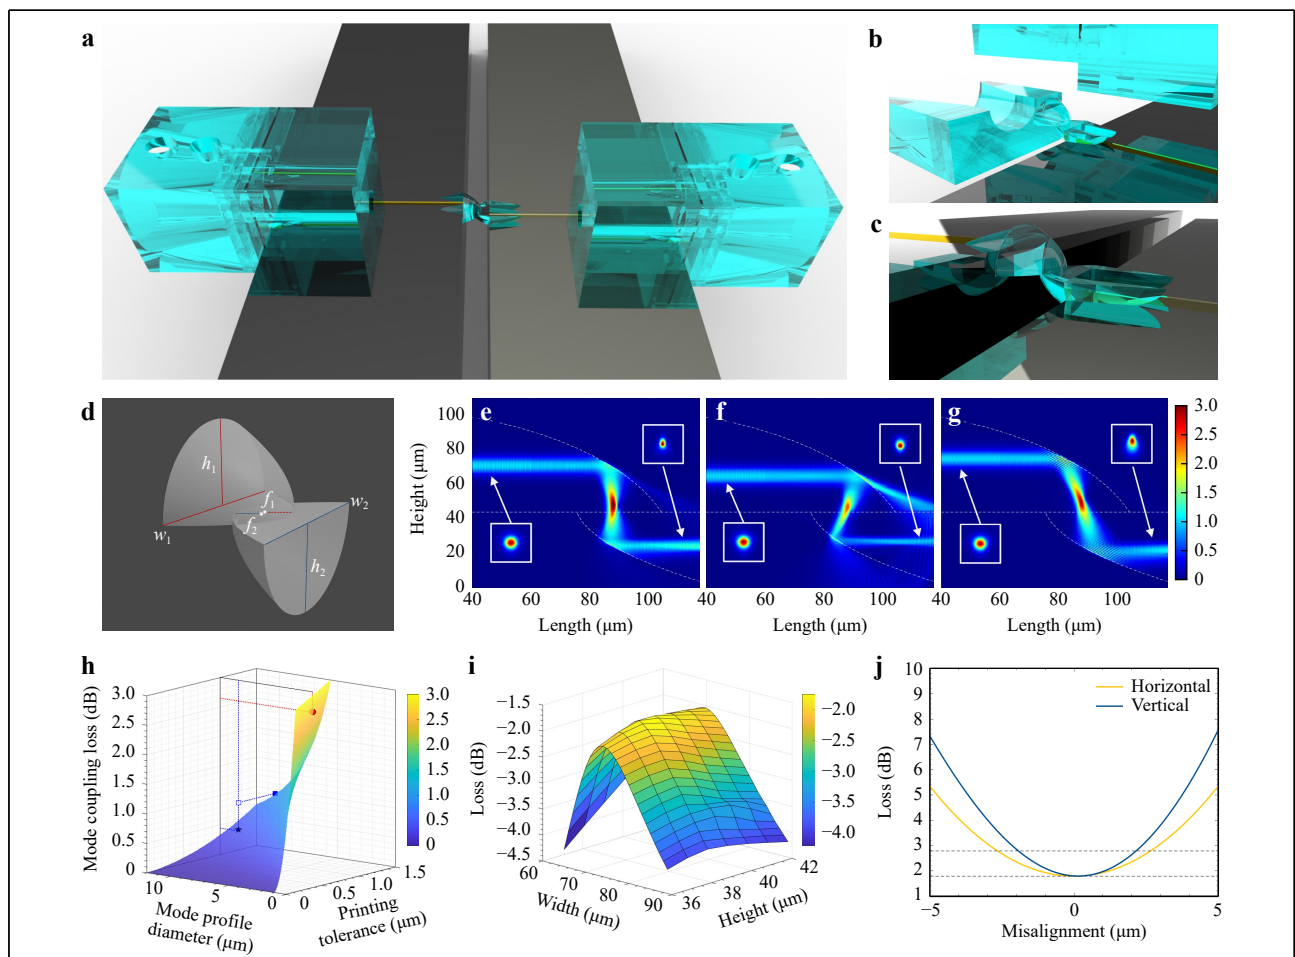 a
b
c
d
h₁
f₁
w₂
f₂
w₁
h₂
e
f
g
Height (μm)
100
80
60
40
20
0
40 60 80 100
Length (μm)
40 60 80 100
Length (μm)
40 60 80 100
Length (μm)
3.0
2.5
2.0
1.5
1.0
0.5
0
h
Mode coupling loss (dB)
3.0
2.5
2.0
1.5
1.0
0.5
0
10 5 0
Mode profile
diameter (μm)
0 0.5 1.0 1.5
Printing
tolerance (μm)
3.0
2.5
2.0
1.5
1.0
0.5
0
i
Loss (dB)
−1.5
−2.0
−2.5
−3.0
−3.5
−4.0
−4.5
60 70 80 90
Width (μm)
36 38 40 42
Height (μm)
−2.0
−2.5
−3.0
−3.5
−4.0
j
Loss (dB)
10
9
8
7
6
5
4
3
2
1
Horizontal
Vertical
−5 0 5
Misalignment (μm)